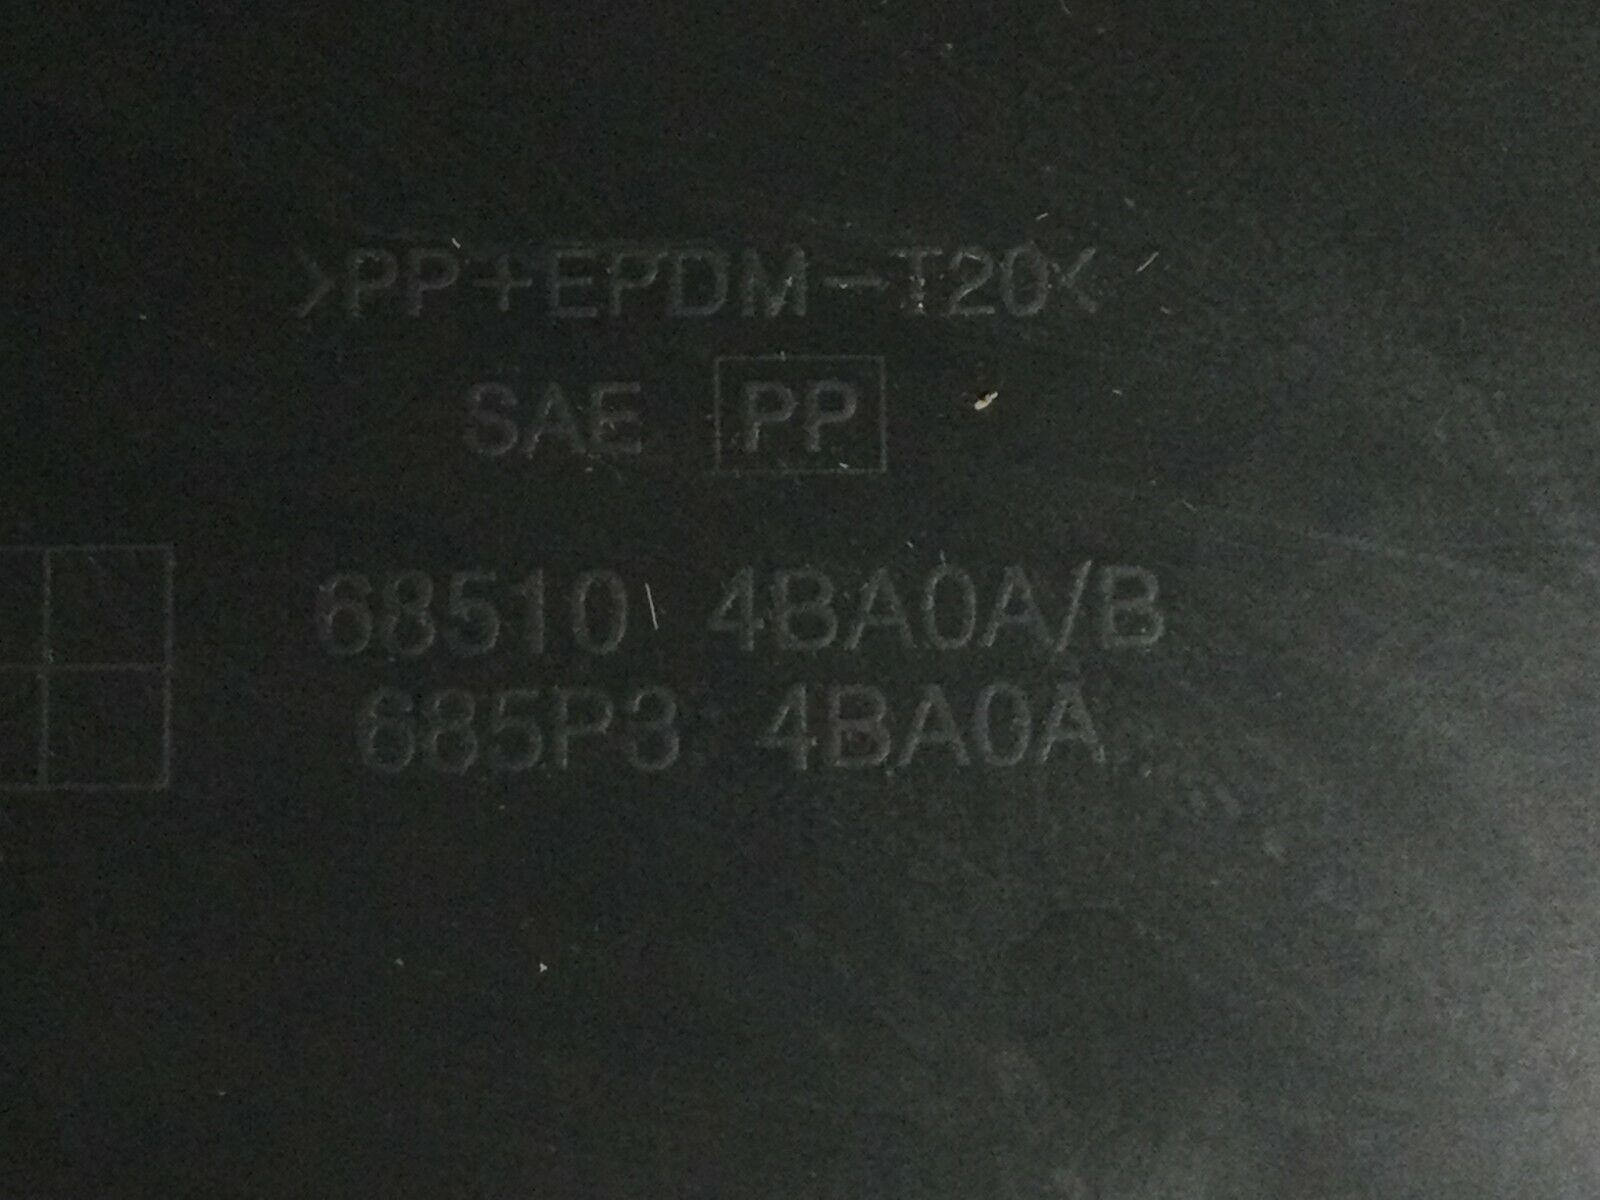 >PP+EPDM-T20<
SAE PP
68510 4BA0A/B
685P3 4BA0A